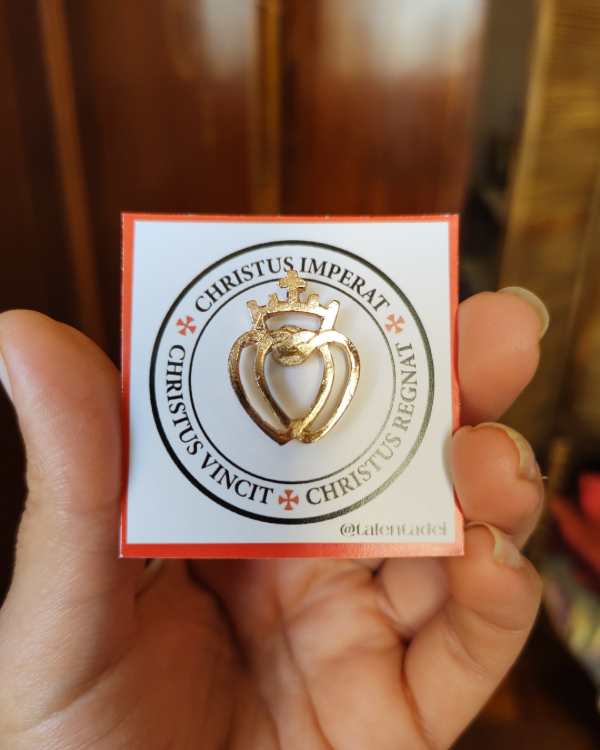 CHRISTUS IMPERAT
CHRISTUS REGNAT
CHRISTUS VINCIT
@talentadei